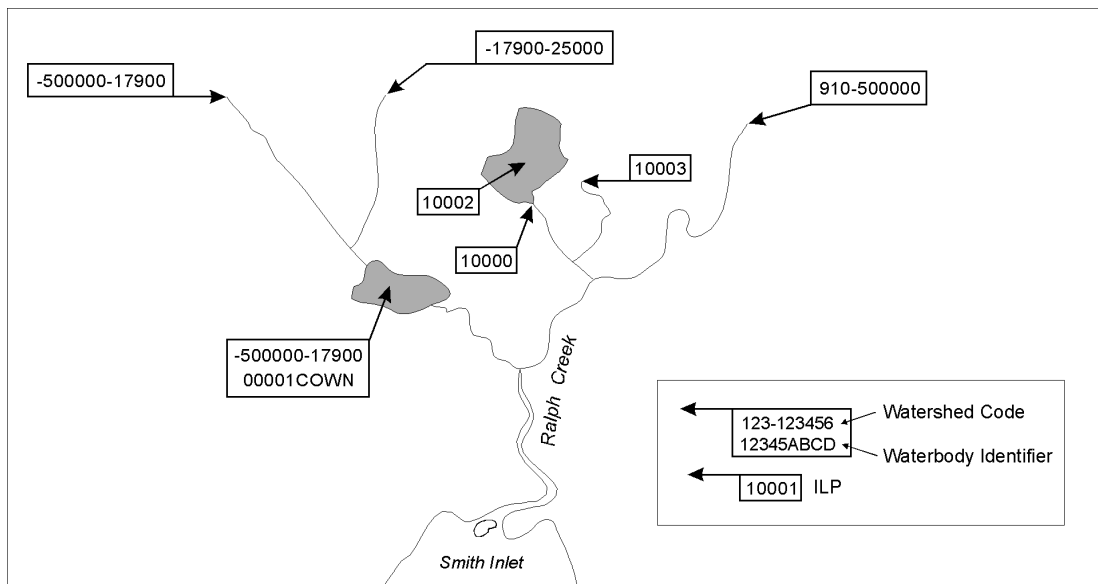 -17900-25000
-500000-17900
910-500000
10003
10002
10000
-500000-17900
00001COWN
Ralph Creek
123-123456
12345ABCD
Watershed Code
Waterbody Identifier
10001
ILP
Smith Inlet